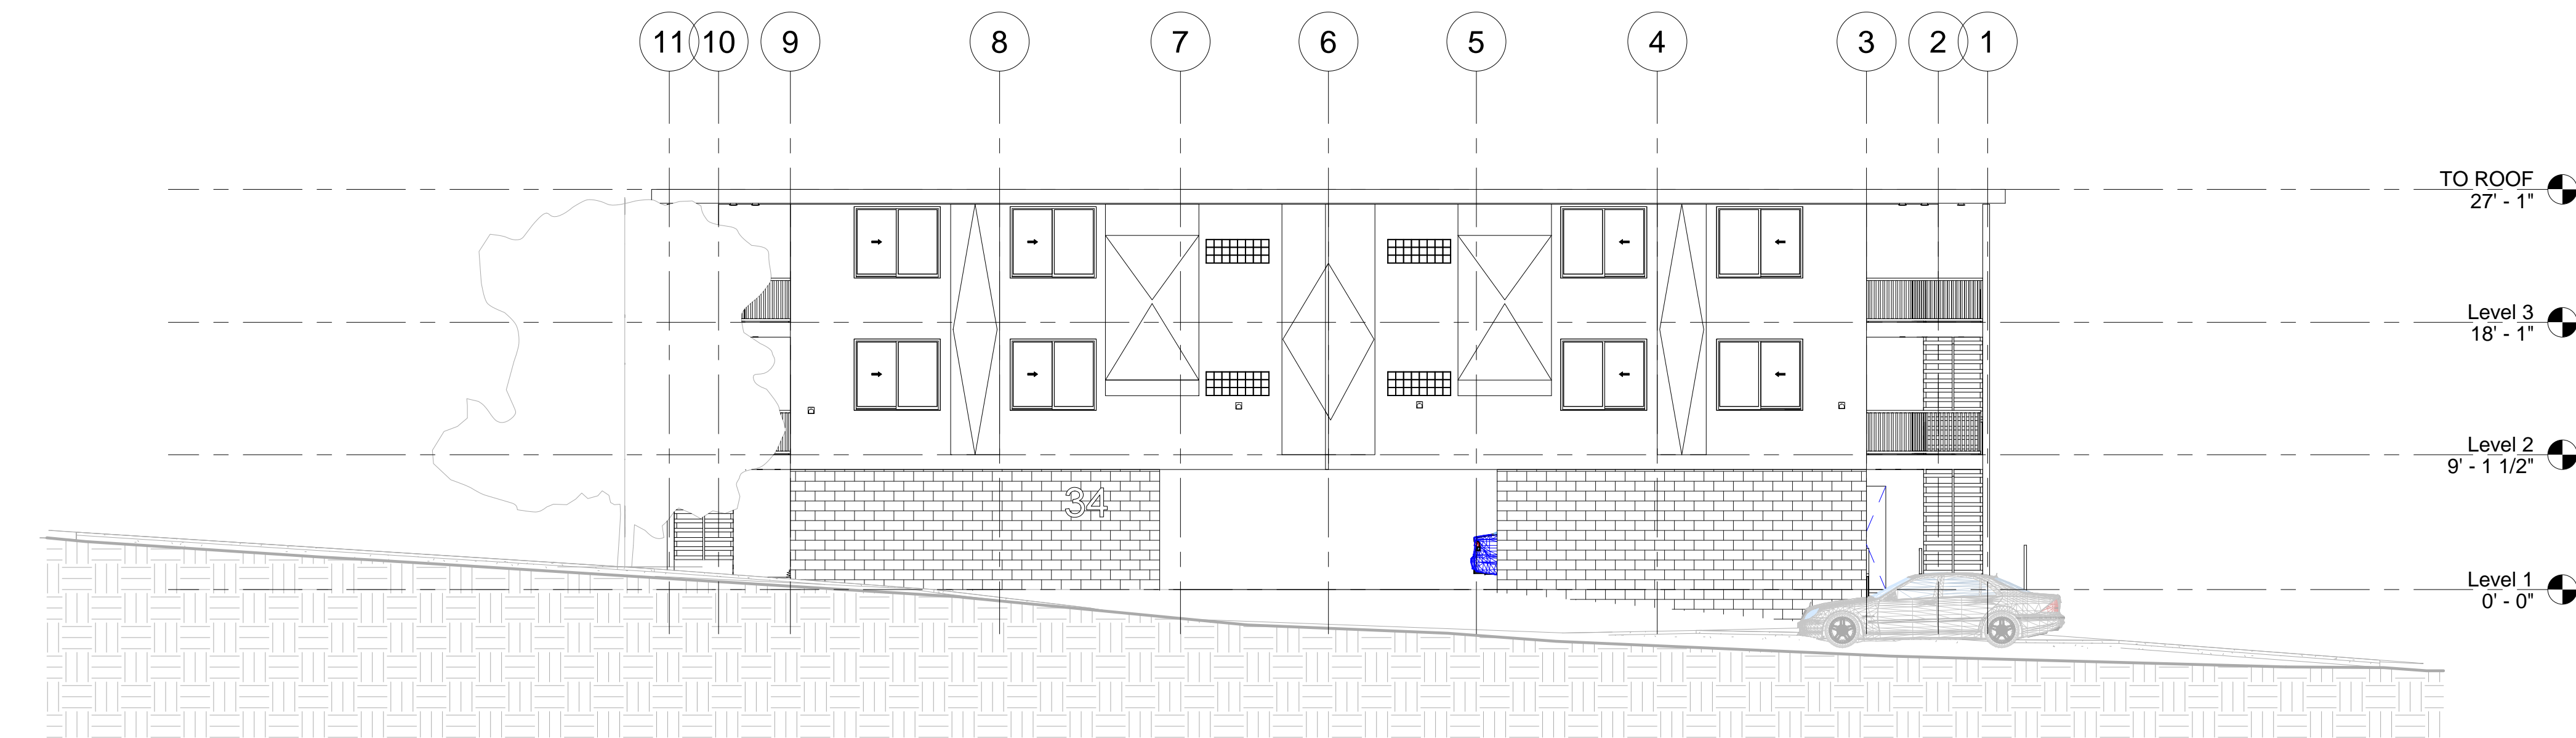 11 10 9 8 7 6 5 4 3 2 1
TO ROOF
27' - 1"
Level 3
18' - 1"
Level 2
9' - 1 1/2"
34
Level 1
0' - 0"